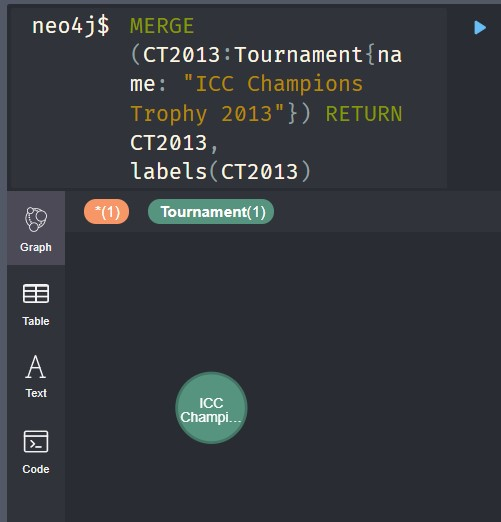 neo4j$ MERGE
(CT2013:Tournament{na
me: "ICC Champions
Trophy 2013"}) RETURN
CT2013,
labels(CT2013)
*(1) Tournament(1)
Graph
Table
A
Text
Code
ICC
Champi...